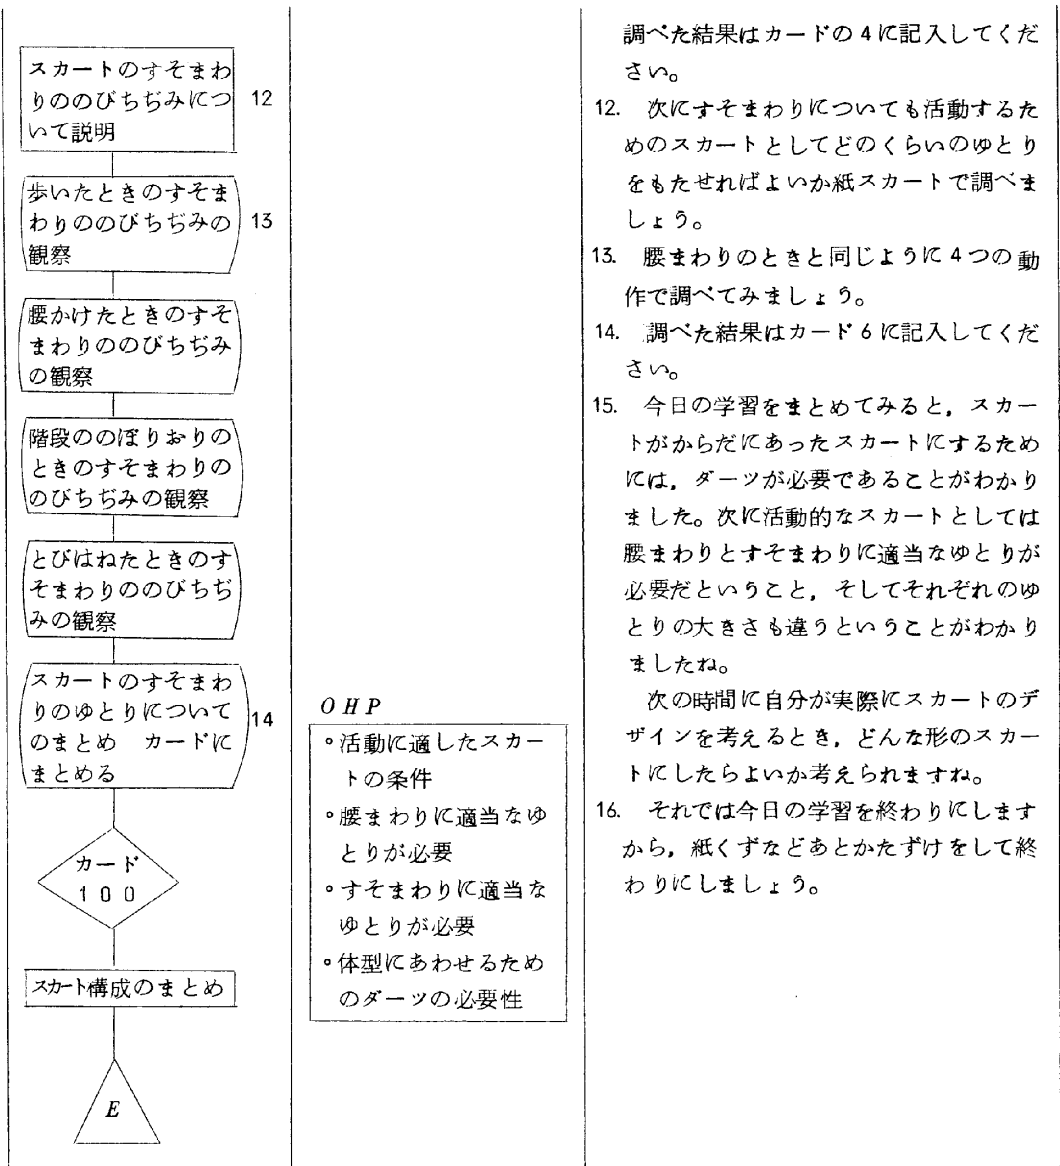 スカートのすそまわ
りののびちぢみにつ
いて説明
12
歩いたときのすそま
わりののびちぢみの
観察
13
腰かけたときのすそ
まわりののびちぢみ
の観察
階段ののぼりおりの
ときのすそまわりの
のびちぢみの観察
とびはねたときのす
そまわりののびちぢ
みの観察
スカートのすそまわ
りのゆとりについて
のまとめ カードに
まとめる
14
カード
100
スカート構成のまとめ
E
OHP
°活動に適したスカー
トの条件
°腰まわりに適当なゆ
とりが必要
°すそまわりに適当な
ゆとりが必要
°体型にあわせるため
のダーツの必要性
調べた結果はカードの4に記入してくだ
さい。
12. 次にすそまわりについても活動するた
めのスカートとしてどのくらいのゆとり
をもたせればよいか紙スカートで調べま
しょう。
13. 腰まわりのときと同じように4つの動
作で調べてみましょう。
14. 調べた結果はカード6に記入してくだ
さい。
15. 今日の学習をまとめてみると，スカー
トがからだにあったスカートにするため
には，ダーツが必要であることがわかり
ました。次に活動的なスカートとしては
腰まわりとすそまわりに適当なゆとりが
必要だということ，そしてそれぞれのゆ
とりの大きさも違うということがわかり
ましたね。
次の時間に自分が実際にスカートのデ
ザインを考えるとき，どんな形のスカー
トにしたらよいか考えられますね。
16. それでは今日の学習を終わりにします
から，紙くずなどあとかたずけをして終
わりにしましょう。